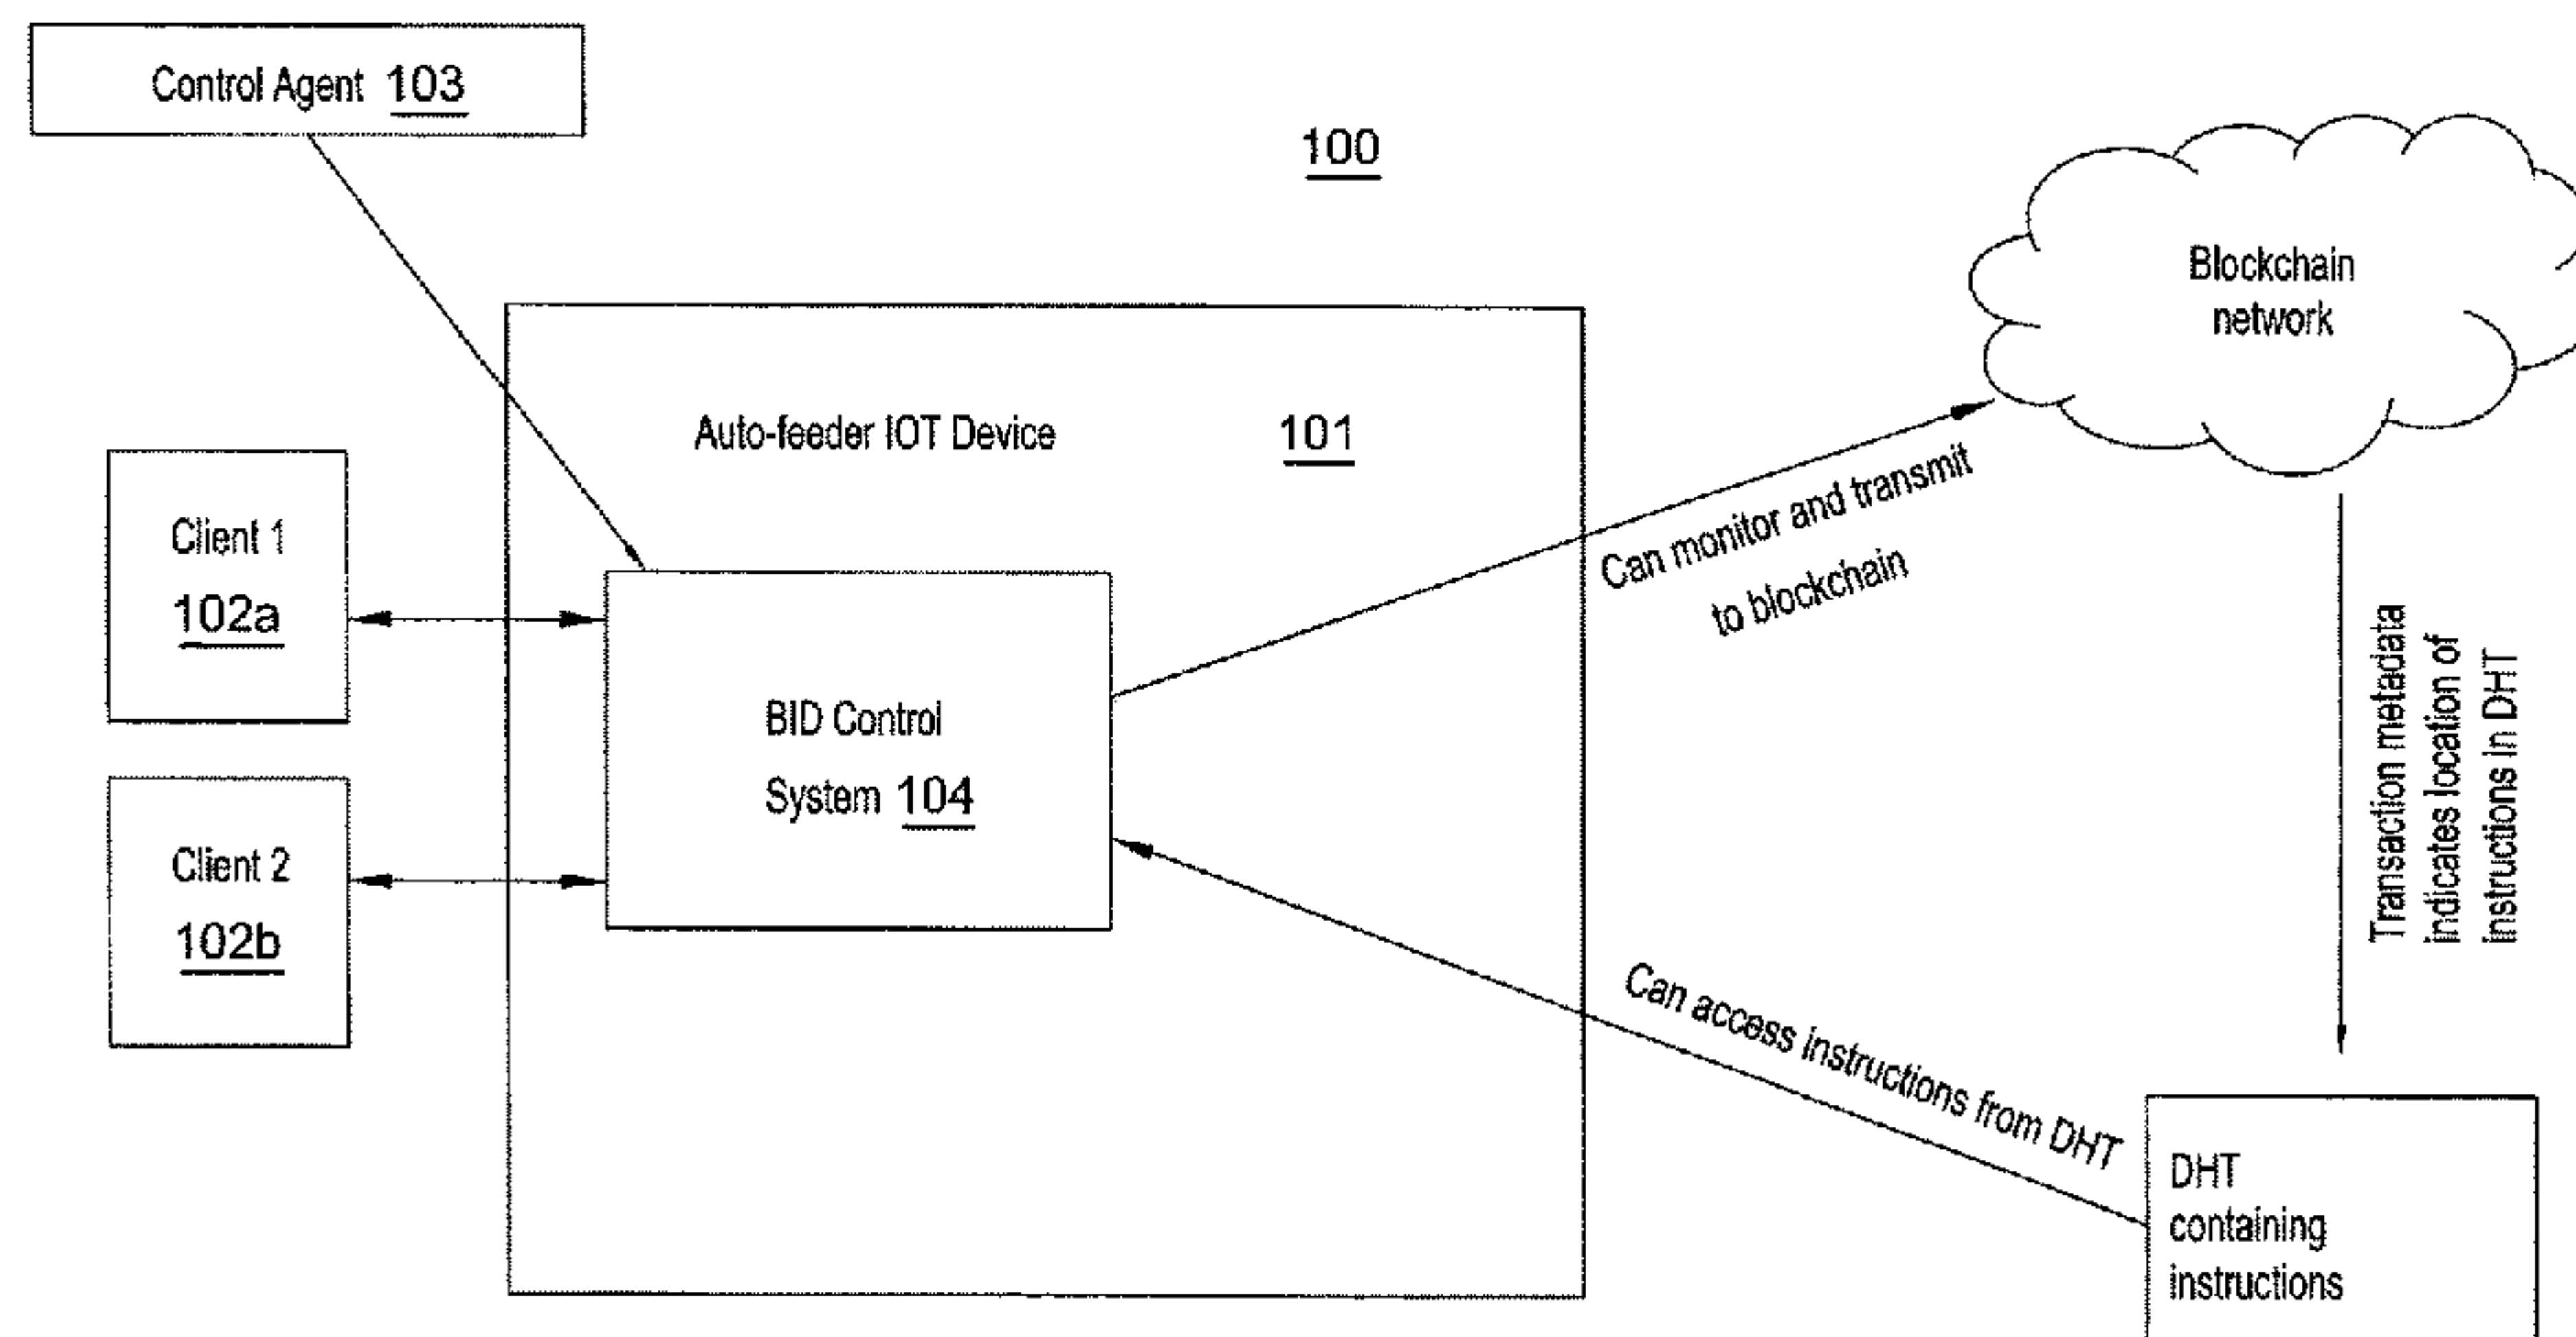 Control Agent 103
100
Blockchain
network
Auto-feeder IOT Device 101
Client 1
102a
Can monitor and transmit
to blockchain
BID Control
System 104
Transaction metadata
indicates location of
instructions in DHT
Client 2
102b
Can access instructions from DHT
DHT
containing
instructions